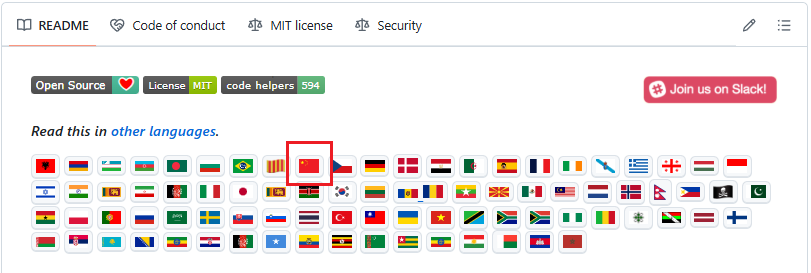 README Code of conduct MIT license Security
Open Source License MIT code helpers 594 Join us on Slack!
Read this in other languages.